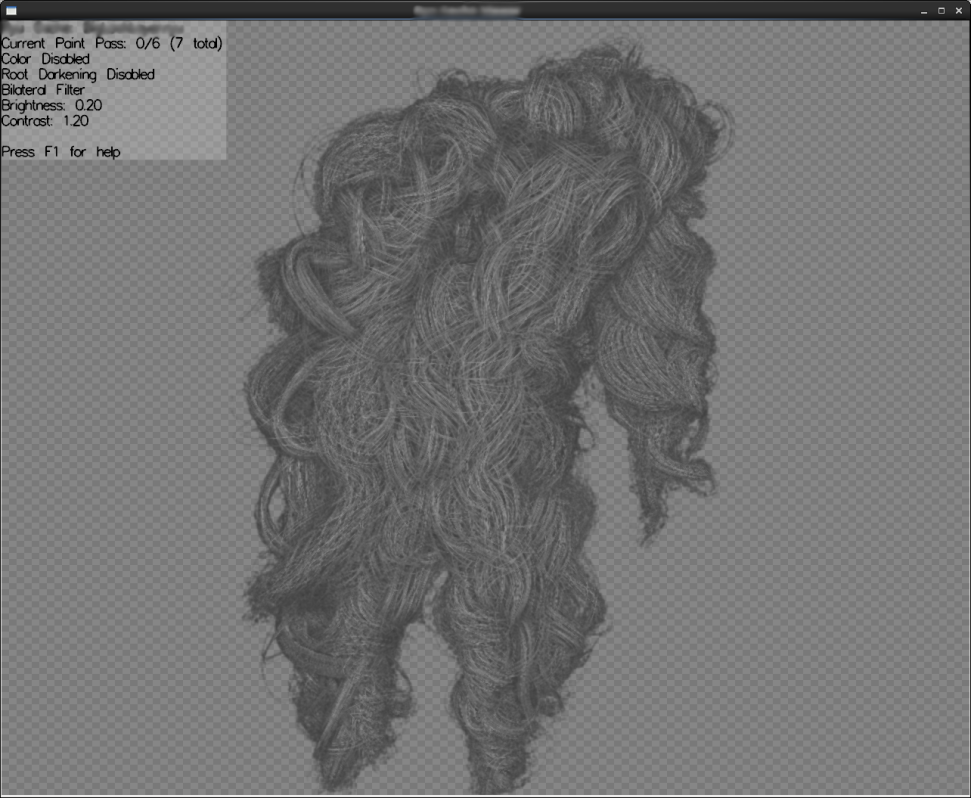 Current Paint Pass: 0/6 (7 total)
Color Disabled
Root Darkening Disabled
Bilateral Filter
Brightness: 0.20
Contrast: 1.20
Press F1 for help